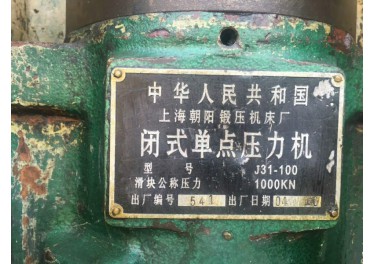 中华人民共和国
上海朝阳鍛压机床厂
闭式单点压力机
型 号 J31-100
滑块公称压力 1000KN
出厂编号 541 出厂日期